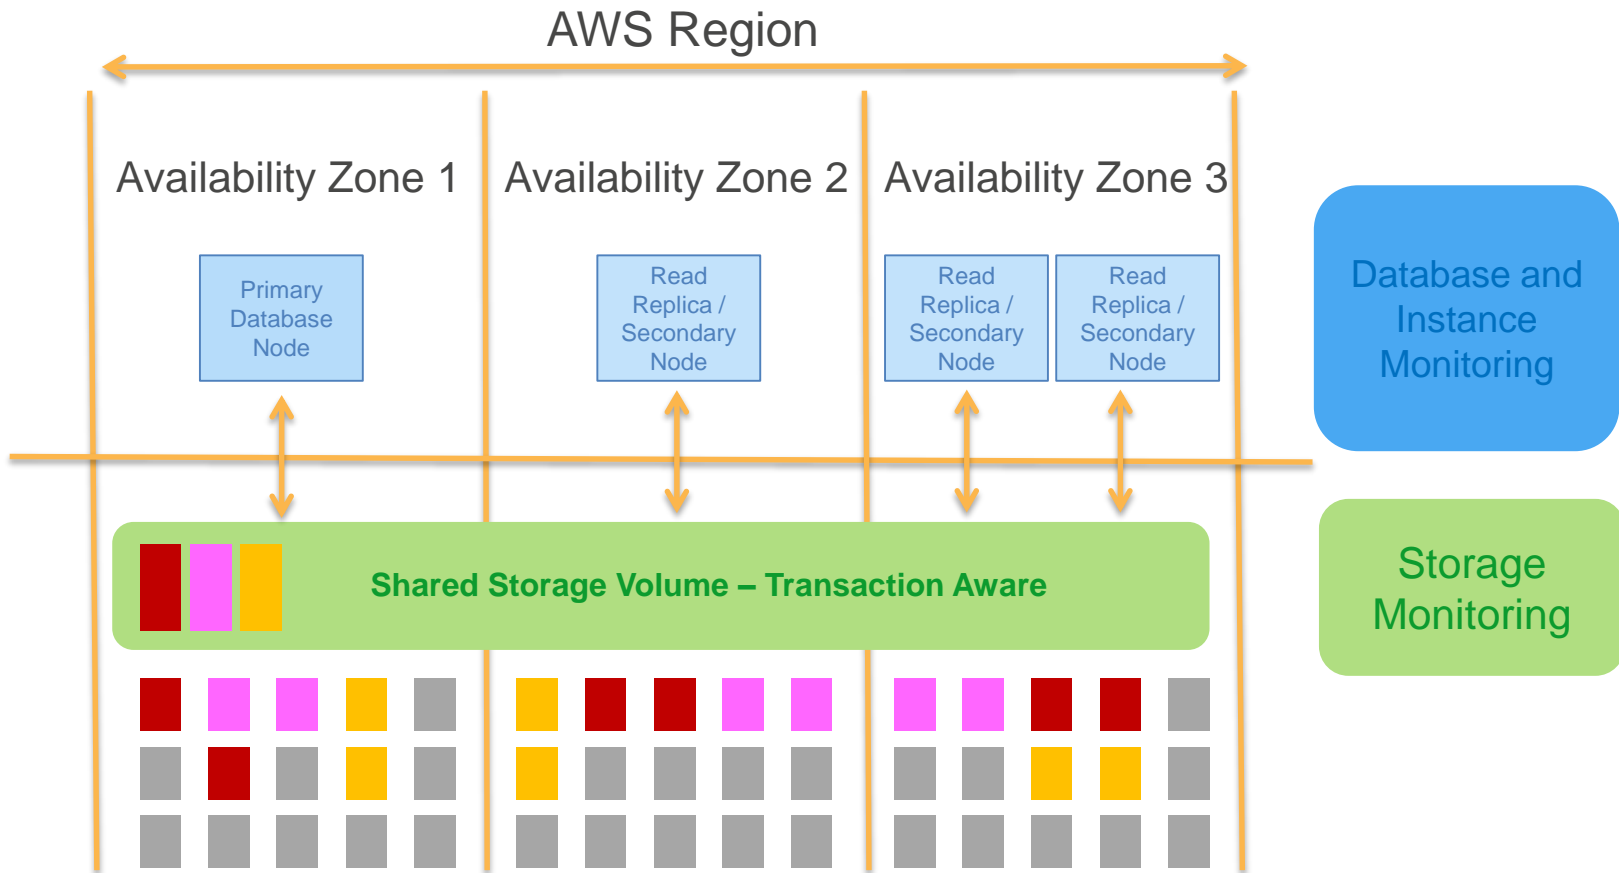 AWS Region
Availability Zone 1
Availability Zone 2
Availability Zone 3
Primary
Database
Node
Read
Replica /
Secondary
Node
Read
Replica /
Secondary
Node
Read
Replica /
Secondary
Node
Database and
Instance
Monitoring
Shared Storage Volume – Transaction Aware
Storage
Monitoring